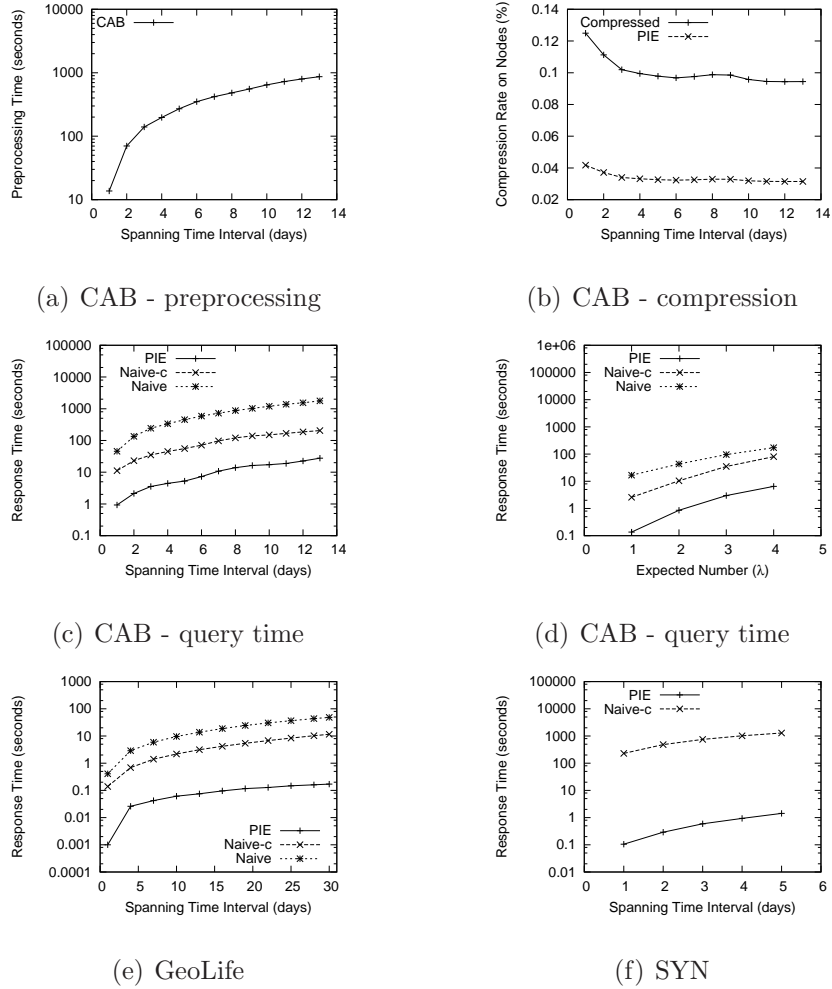 Preprocessing Time (seconds)
10000
1000
100
10
CAB
0 2 4 6 8 10 12 14
Spanning Time Interval (days)
(a) CAB - preprocessing
Compression Rate on Nodes (%)
0.14
0.12
0.1
0.08
0.06
0.04
0.02
Compressed
PIE
0 2 4 6 8 10 12 14
Spanning Time Interval (days)
(b) CAB - compression
Response Time (seconds)
100000
10000
1000
100
10
1
0.1
PIE
Naive-c
Naive
0 2 4 6 8 10 12 14
Spanning Time Interval (days)
(c) CAB - query time
Response Time (seconds)
1e+06
100000
10000
1000
100
10
1
0.1
PIE
Naive-c
Naive
0 1 2 3 4 5
Expected Number (λ)
(d) CAB - query time
Response Time (seconds)
1000
100
10
1
0.1
0.01
0.001
0.0001
PIE
Naive-c
Naive
0 5 10 15 20 25 30
Spanning Time Interval (days)
(e) GeoLife
Response Time (seconds)
100000
10000
1000
100
10
1
0.1
0.01
PIE
Naive-c
0 1 2 3 4 5 6
Spanning Time Interval (days)
(f) SYN